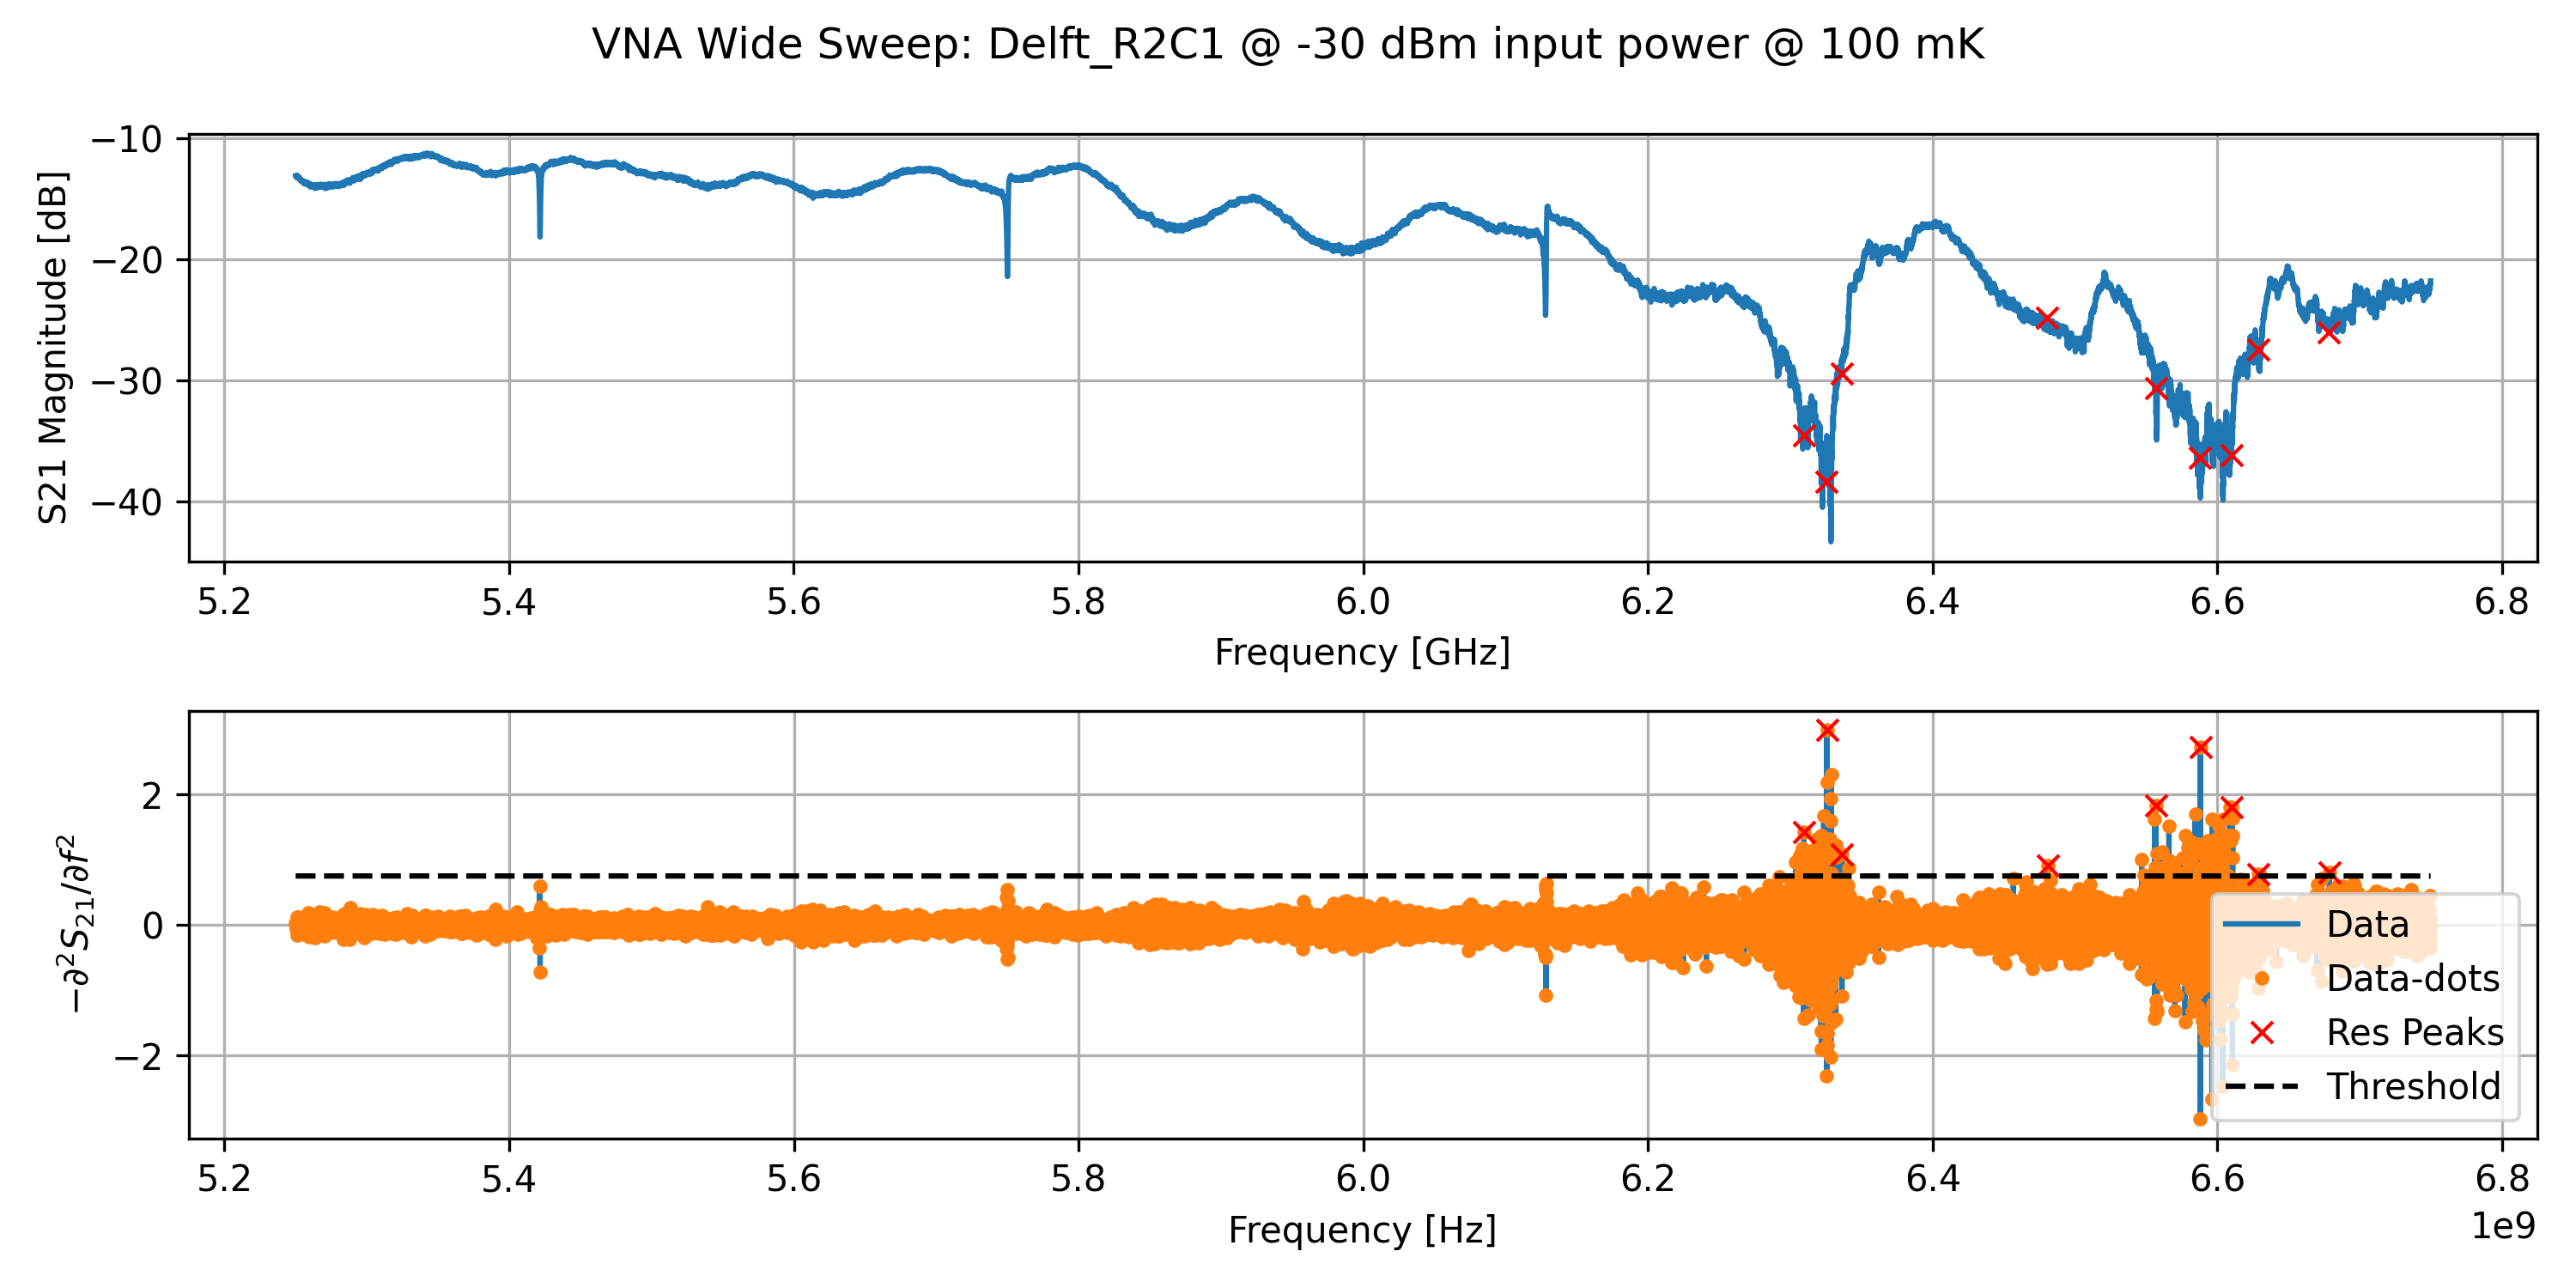 VNA Wide Sweep: Delft_R2C1 @ -30 dBm input power @ 100 mK
S21 Magnitude [dB]
−10
−20
−30
−40
5.2 5.4 5.6 5.8 6.0 6.2 6.4 6.6 6.8
Frequency [GHz]
−∂²S₂₁/∂f²
2
0
−2
Data
Data-dots
Res Peaks
Threshold
5.2 5.4 5.6 5.8 6.0 6.2 6.4 6.6 6.8
Frequency [Hz]
1e9